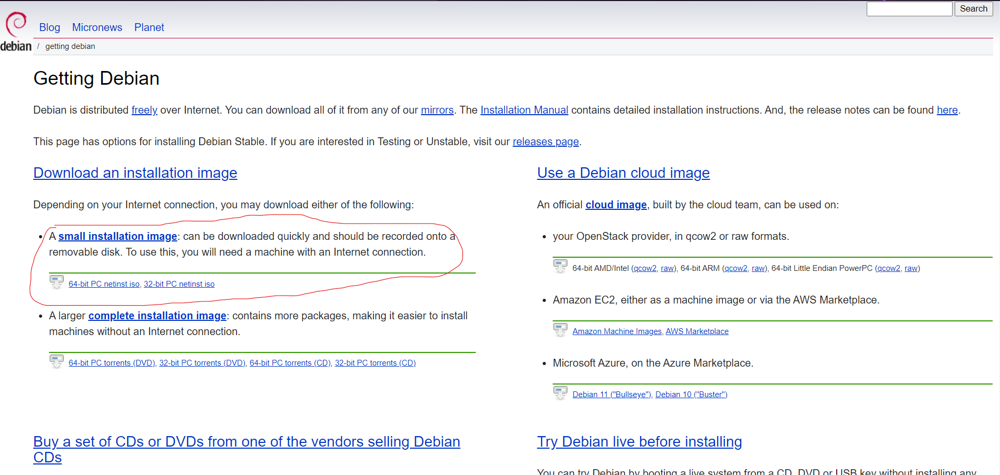 Search
debian
Blog Micronews Planet
/ getting debian
Getting Debian
Debian is distributed freely over Internet. You can download all of it from any of our mirrors. The Installation Manual contains detailed installation instructions. And, the release notes can be found here.
This page has options for installing Debian Stable. If you are interested in Testing or Unstable, visit our releases page.
Download an installation image
Depending on your Internet connection, you may download either of the following:
• A small installation image: can be downloaded quickly and should be recorded onto a
removable disk. To use this, you will need a machine with an Internet connection.
64-bit PC netinst iso, 32-bit PC netinst iso
• A larger complete installation image: contains more packages, making it easier to install
machines without an Internet connection.
64-bit PC torrents (DVD), 32-bit PC torrents (DVD), 64-bit PC torrents (CD), 32-bit PC torrents (CD)
Use a Debian cloud image
An official cloud image, built by the cloud team, can be used on:
• your OpenStack provider, in qcow2 or raw formats.
64-bit AMD/Intel (qcow2, raw), 64-bit ARM (qcow2, raw), 64-bit Little Endian PowerPC (qcow2, raw)
• Amazon EC2, either as a machine image or via the AWS Marketplace.
Amazon Machine Images, AWS Marketplace
• Microsoft Azure, on the Azure Marketplace.
Debian 11 ("Bullseye"), Debian 10 ("Buster")
Buy a set of CDs or DVDs from one of the vendors selling Debian
CDs
Try Debian live before installing
You can try Debian by booting a live system from a CD, DVD or USB key without installing any